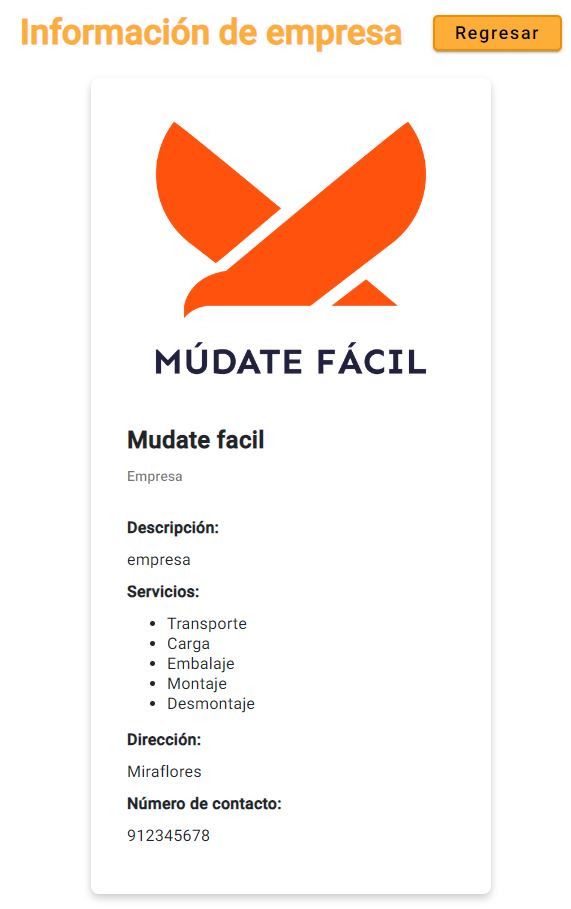 Información de empresa
Regresar
MÚDATE FÁCIL
Mudate facil
Empresa
Descripción:
empresa
Servicios:
Transporte
Carga
Embalaje
Montaje
Desmontaje
Dirección:
Miraflores
Número de contacto:
912345678